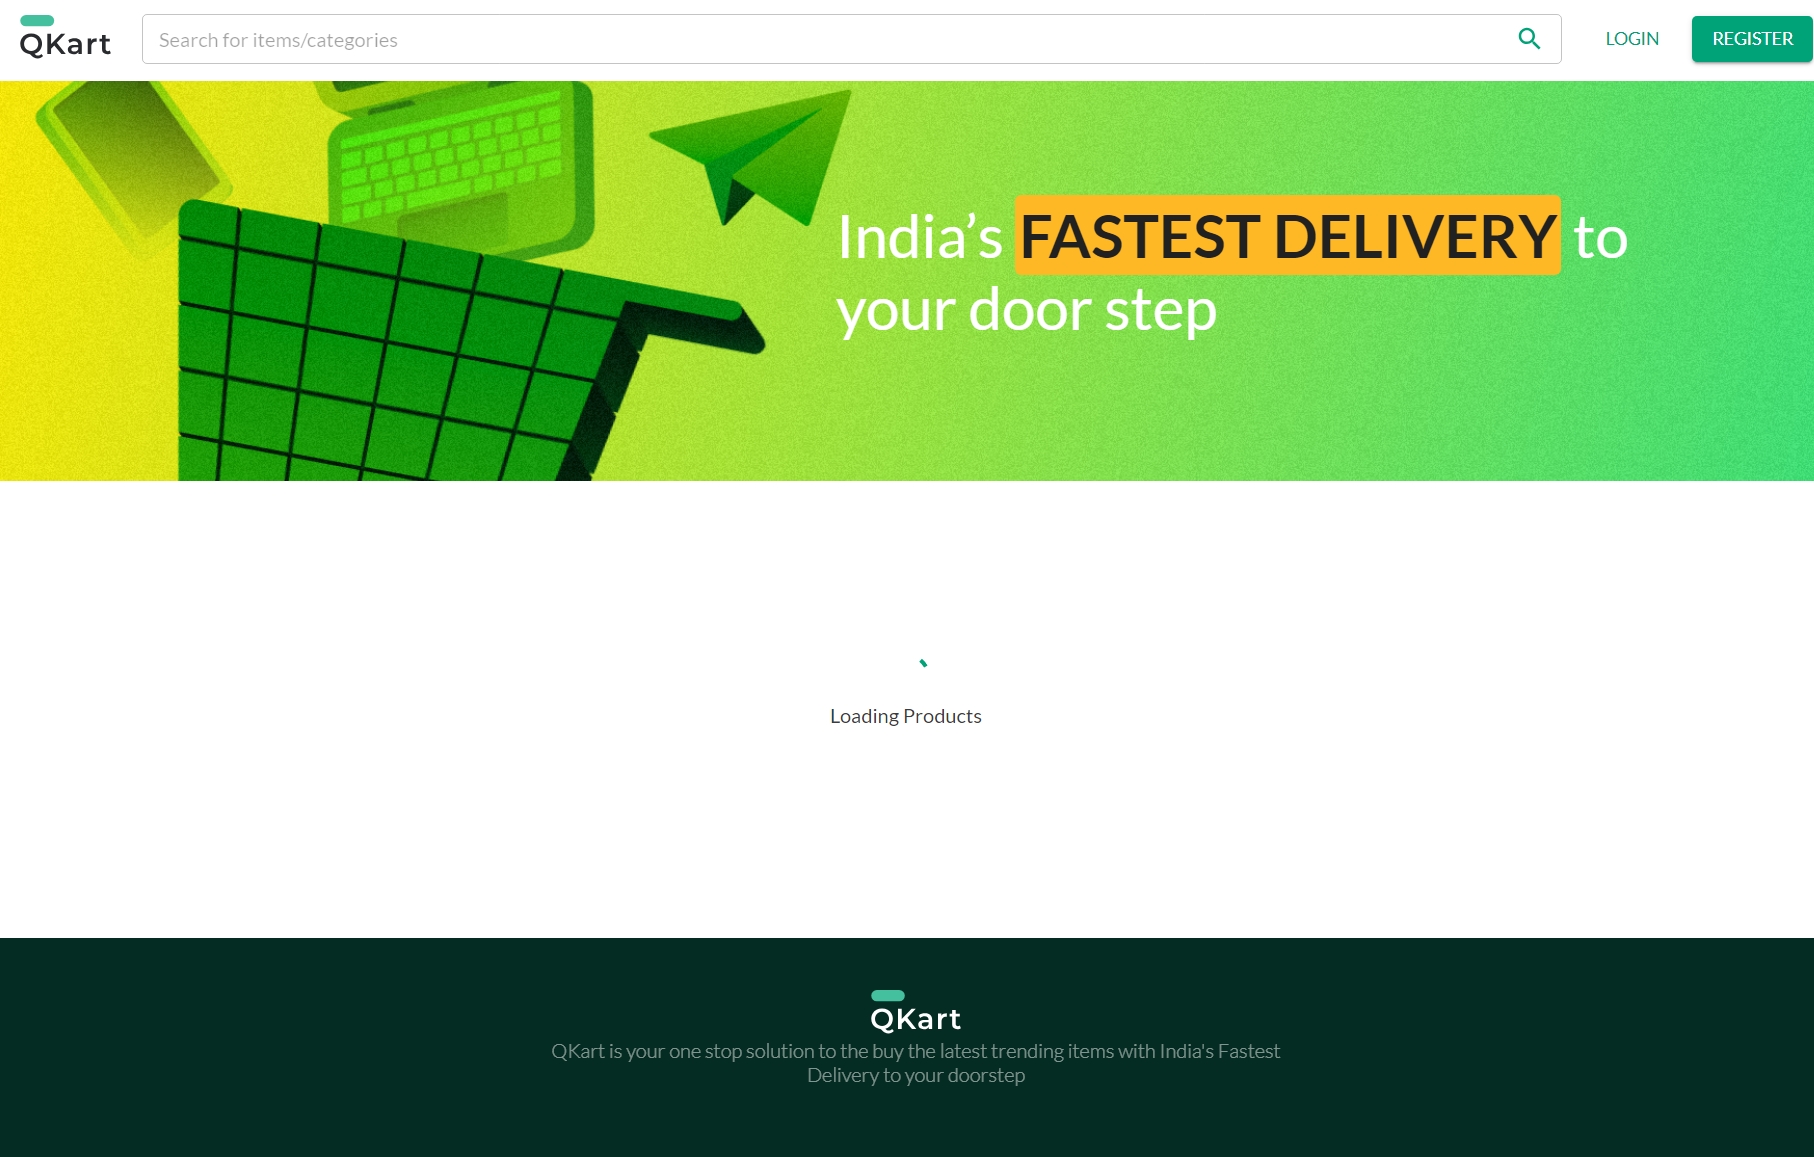 QKart
Search for items/categories
LOGIN
REGISTER
India’s FASTEST DELIVERY to
your door step
Loading Products
QKart
QKart is your one stop solution to the buy the latest trending items with India's Fastest
Delivery to your doorstep